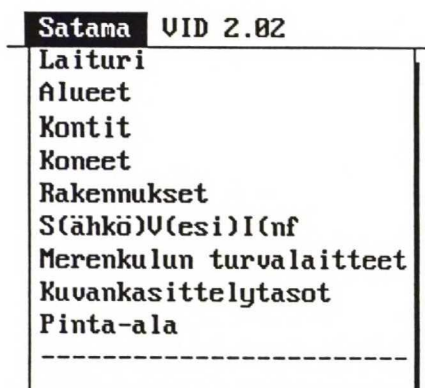 Satama VID 2.02
Laituri
Alueet
Kontit
Koneet
Rakennukset
S(ähkö)V(esi)I(nf
Merenkulun turvalaitteet
Kuvankasittelytasot
Pinta-ala
------------------------